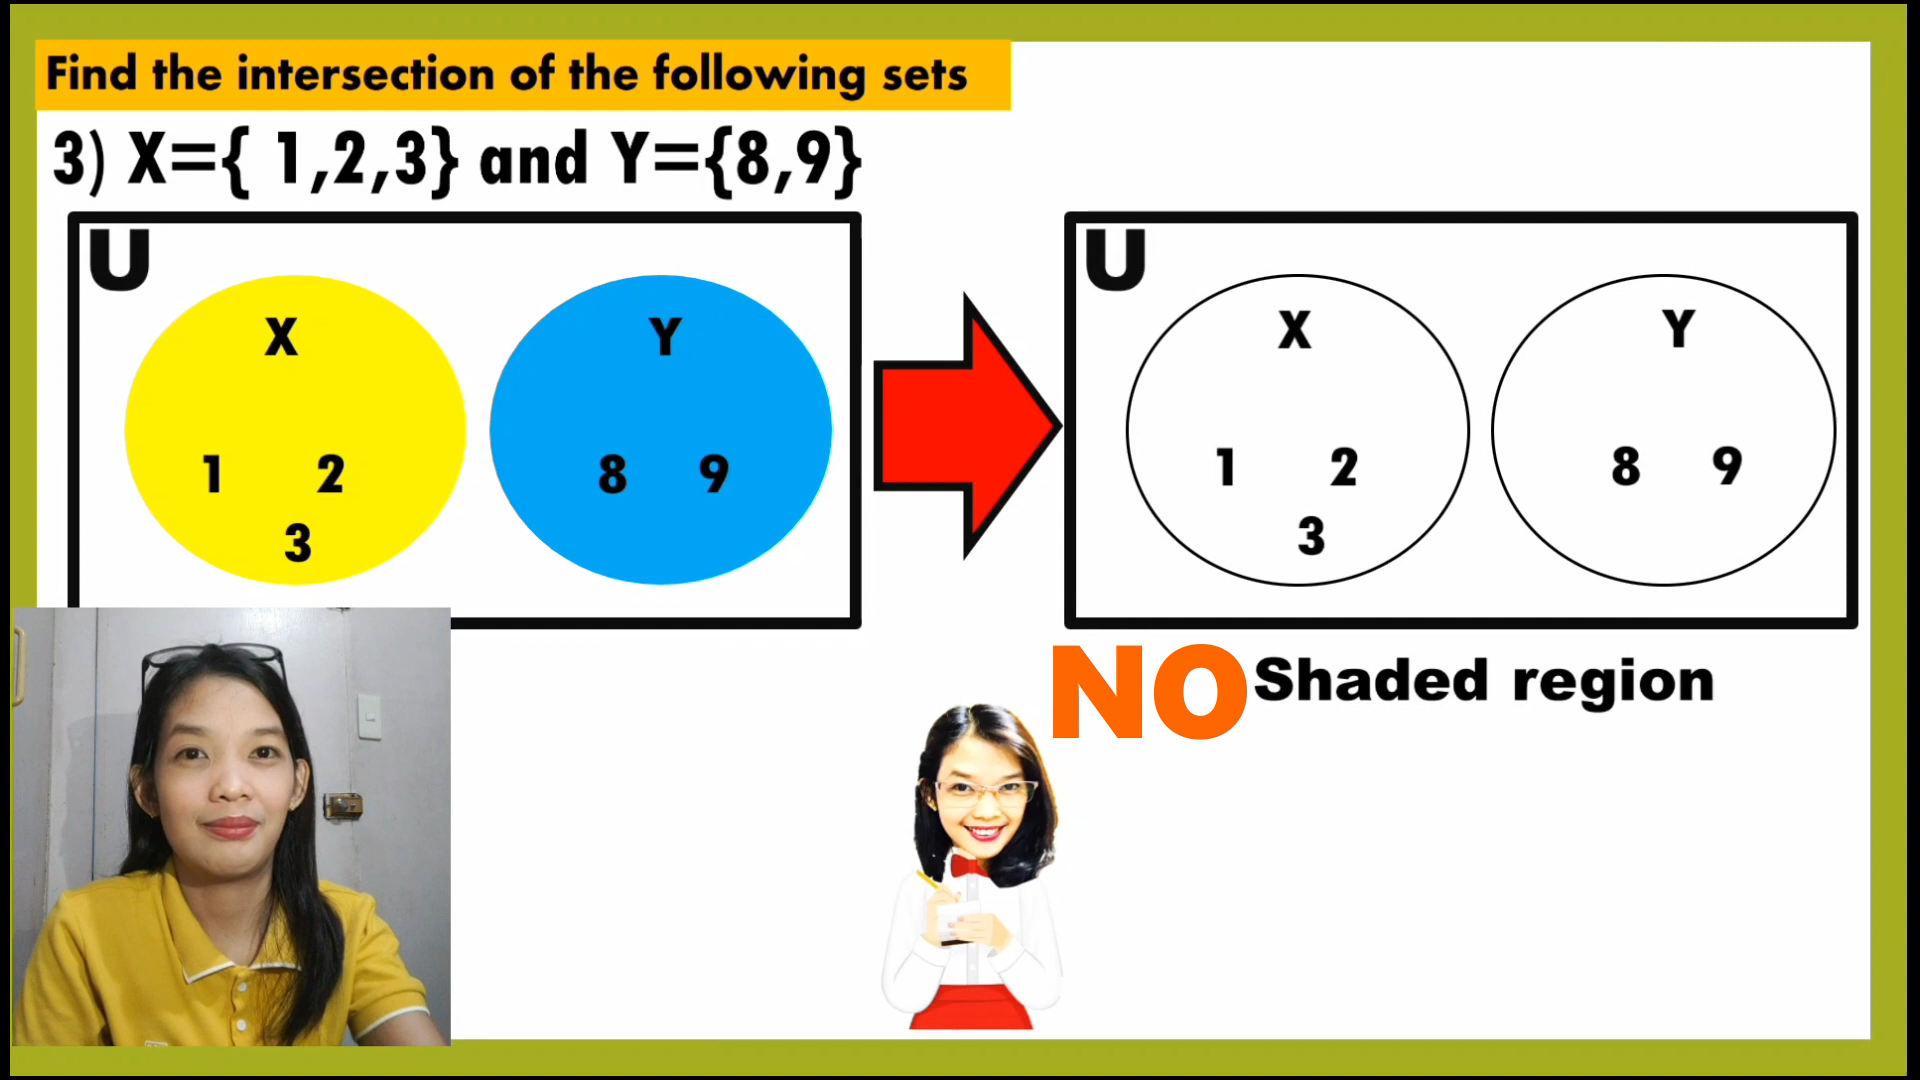 Find the intersection of the following sets
3) X={ 1,2,3} and Y={8,9}
U
X
1 2
3
Y
8 9
U
X
1 2
3
Y
8 9
NO Shaded region